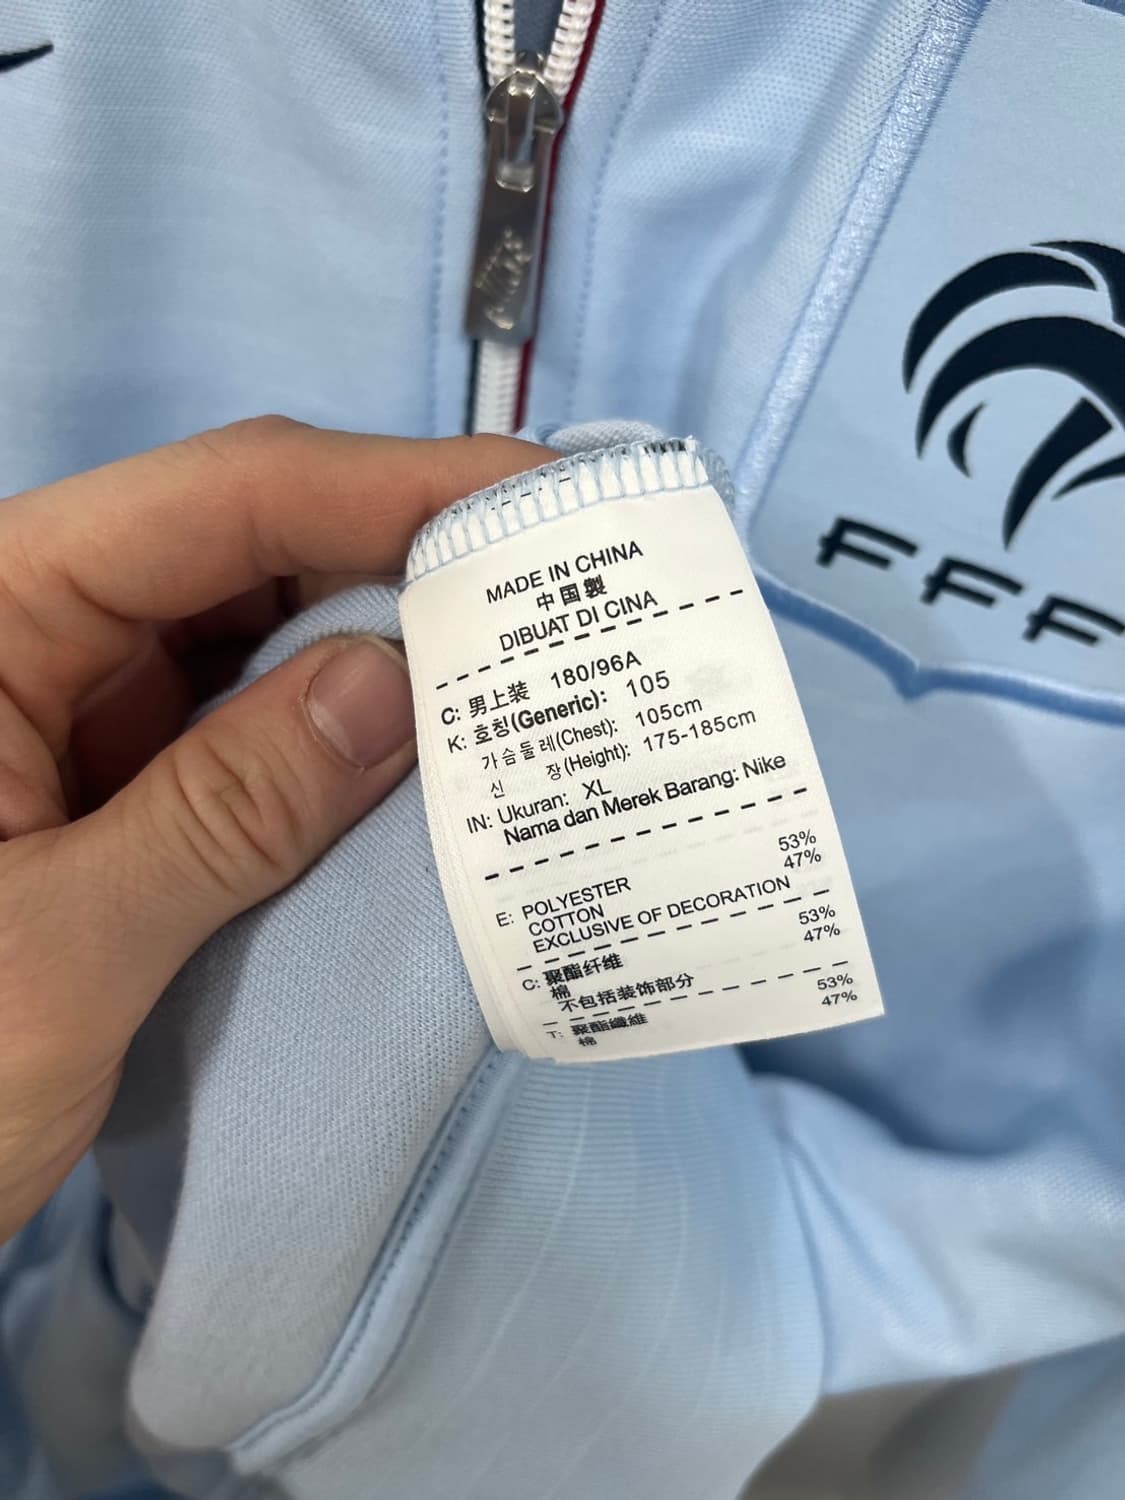 Nike
FFF
MADE IN CHINA
中国製
DIBUAT DI CINA
C: 男上装 180/96A
K: 호칭(Generic): 105
가슴둘레(Chest): 105cm
신 장(Height): 175-185cm
IN: Ukuran: XL
Nama dan Merek Barang: Nike
E: POLYESTER 53%
COTTON 47%
EXCLUSIVE OF DECORATION
C: 聚酯纤维 53%
棉 47%
不包括装饰部分
T: 聚酯纖維 53%
棉 47%